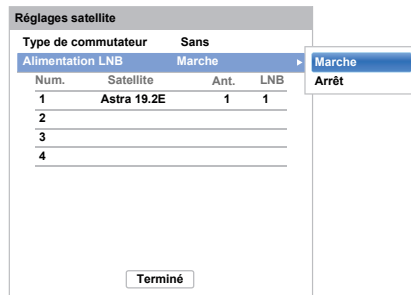 Réglages satellite
Type de commutateur Sans
Alimentation LNB Marche
Marche
Arrêt
Num. Satellite Ant. LNB
1 Astra 19.2E 1 1
2
3
4
Terminé